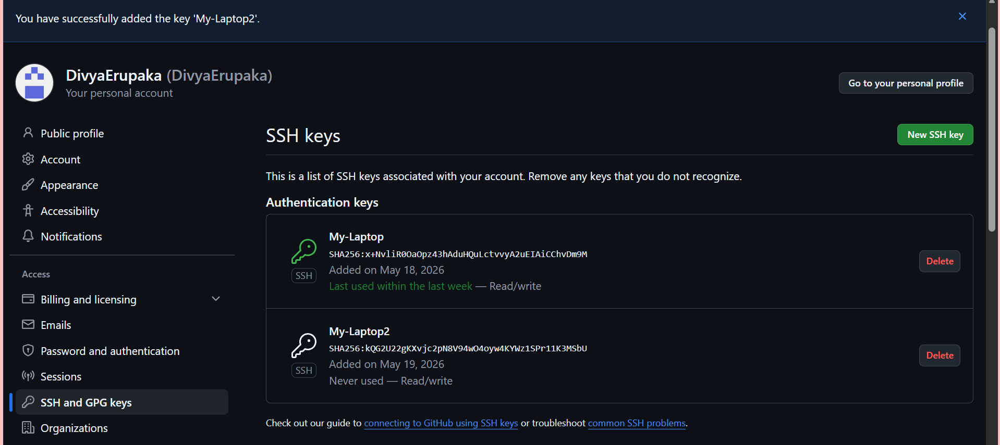 You have successfully added the key 'My-Laptop2'.
DivyaErupaka (DivyaErupaka)
Your personal account
Go to your personal profile
Public profile
Account
Appearance
Accessibility
Notifications
Access
Billing and licensing
Emails
Password and authentication
Sessions
SSH and GPG keys
Organizations
SSH keys
New SSH key
This is a list of SSH keys associated with your account. Remove any keys that you do not recognize.
Authentication keys
My-Laptop
SHA256:x+NvliR0OaOpz43hAduHQuLctvvyA2uEIAiCChvDm9M
SSH
Added on May 18, 2026
Last used within the last week — Read/write
Delete
My-Laptop2
SHA256:kQG2U22gKXvjc2pN8V94wO4oyw4KYWz1SPr11K3MSbU
SSH
Added on May 19, 2026
Never used — Read/write
Delete
Check out our guide to connecting to GitHub using SSH keys or troubleshoot common SSH problems.